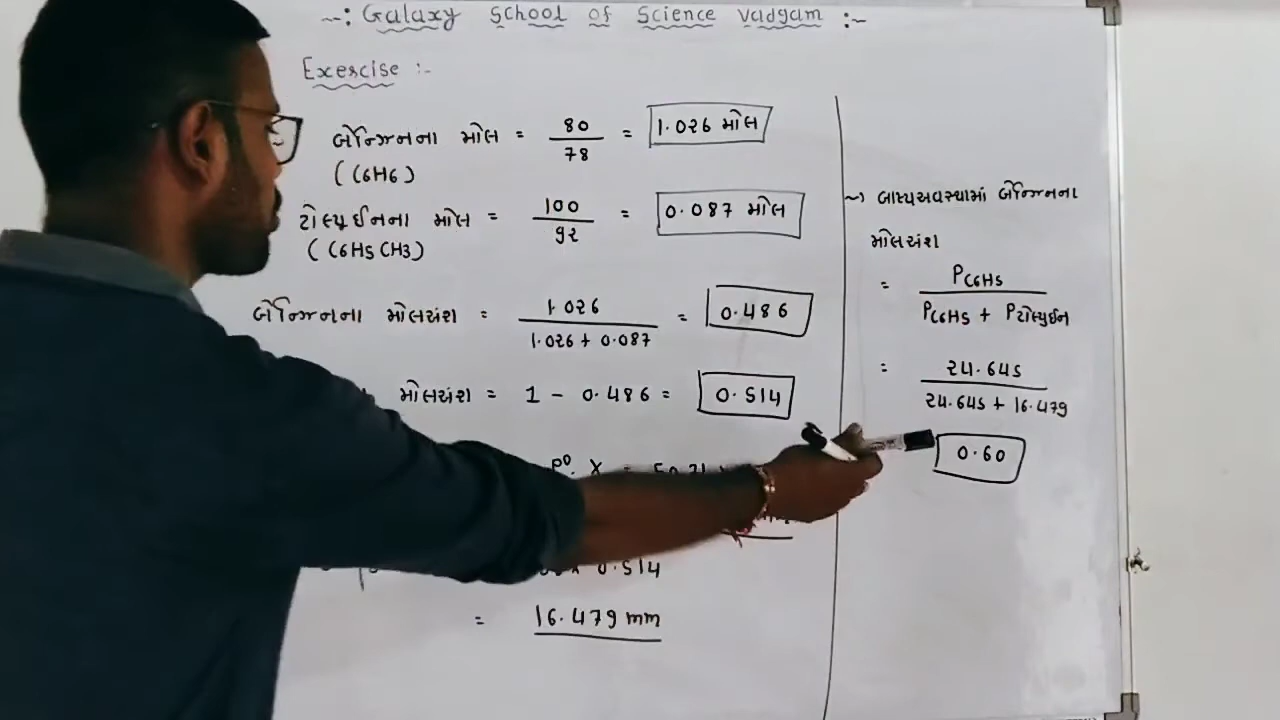 ~: Galaxy School of Science Vadgam :~
Exercise :-
બેન્ઝિનના મોલ = 80 / 78 = 1.026 મોલ
(C6H6)
ટોલ્યૂઈનના મોલ = 100 / 92 = 0.087 મોલ
(C6H5CH3)
બેન્ઝિનના મોલઅંશ = 1.026 / 1.026 + 0.087 = 0.486
મોલઅંશ = 1 - 0.486 = 0.514
P° X
0.514
= 16.479 mm
~> બાષ્પઅવસ્થામાં બેન્ઝિનના
મોલઅંશ
= PC6H5 / PC6H5 + Pટોલ્યુઈન
= 24.645 / 24.645 + 16.479
0.60